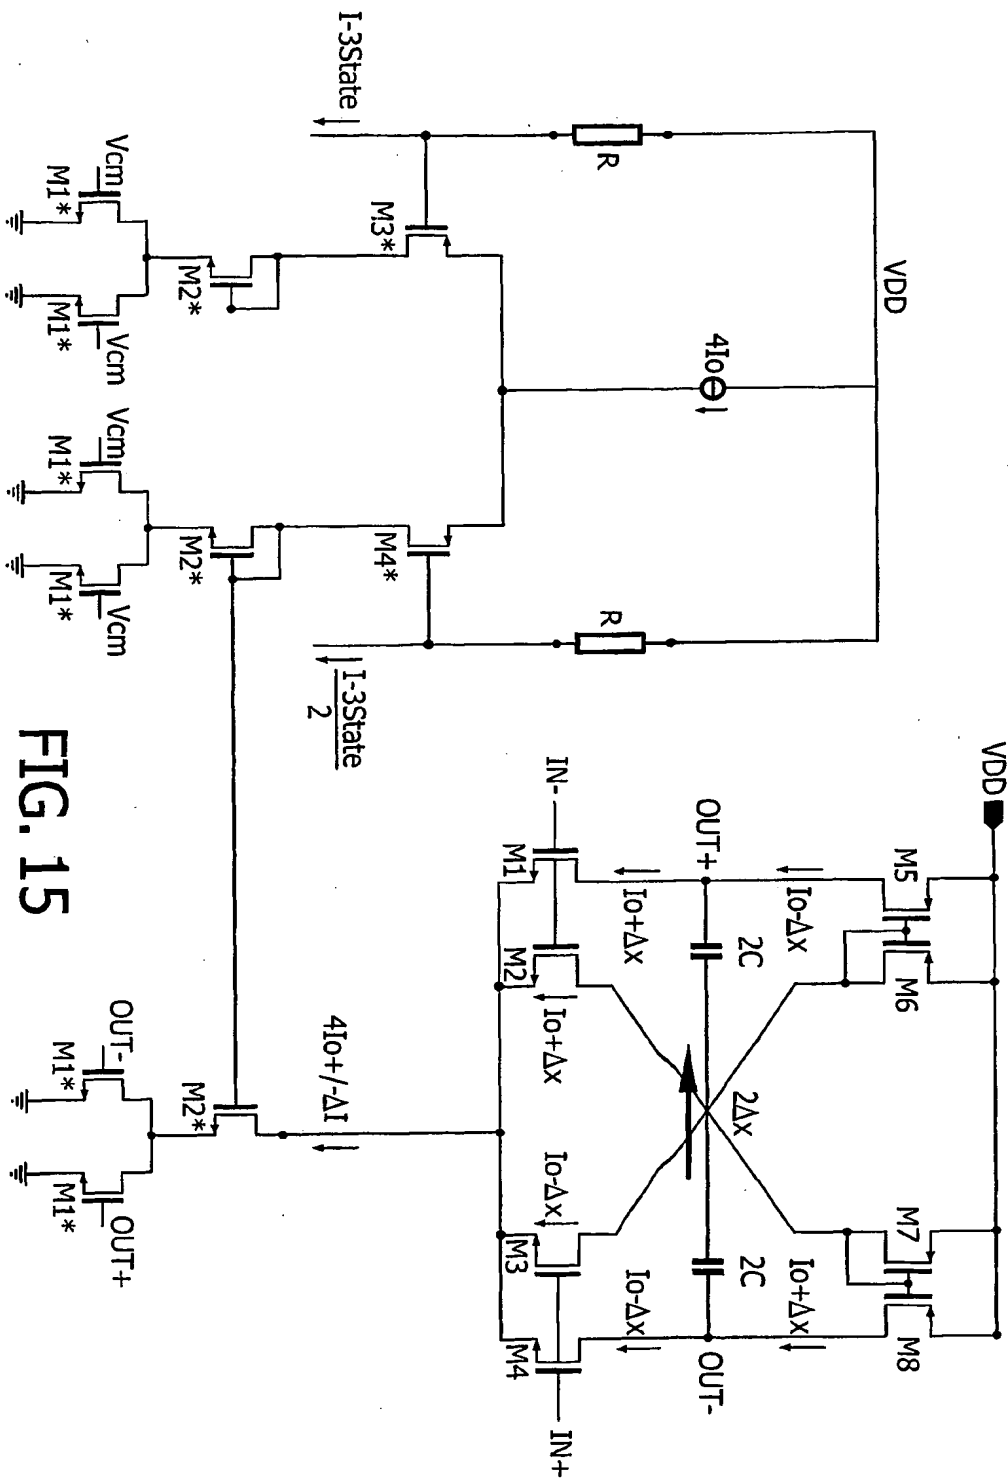 VDD
VDD
R
4Io
R
M5
M6
M7
M8
Io-Δx
Io+Δx
OUT+
2C
2Δx
2C
OUT-
Io+Δx
Io-Δx
IN-
M1
M2
Io+Δx
Io-Δx
M3
M4
IN+
I-3State
I-3State
2
M3*
M4*
4Io+/-ΔI
M2*
M2*
M2*
Vcm
M1*
M1*
Vcm
Vcm
M1*
M1*
Vcm
OUT-
M1*
M1*
OUT+
FIG. 15